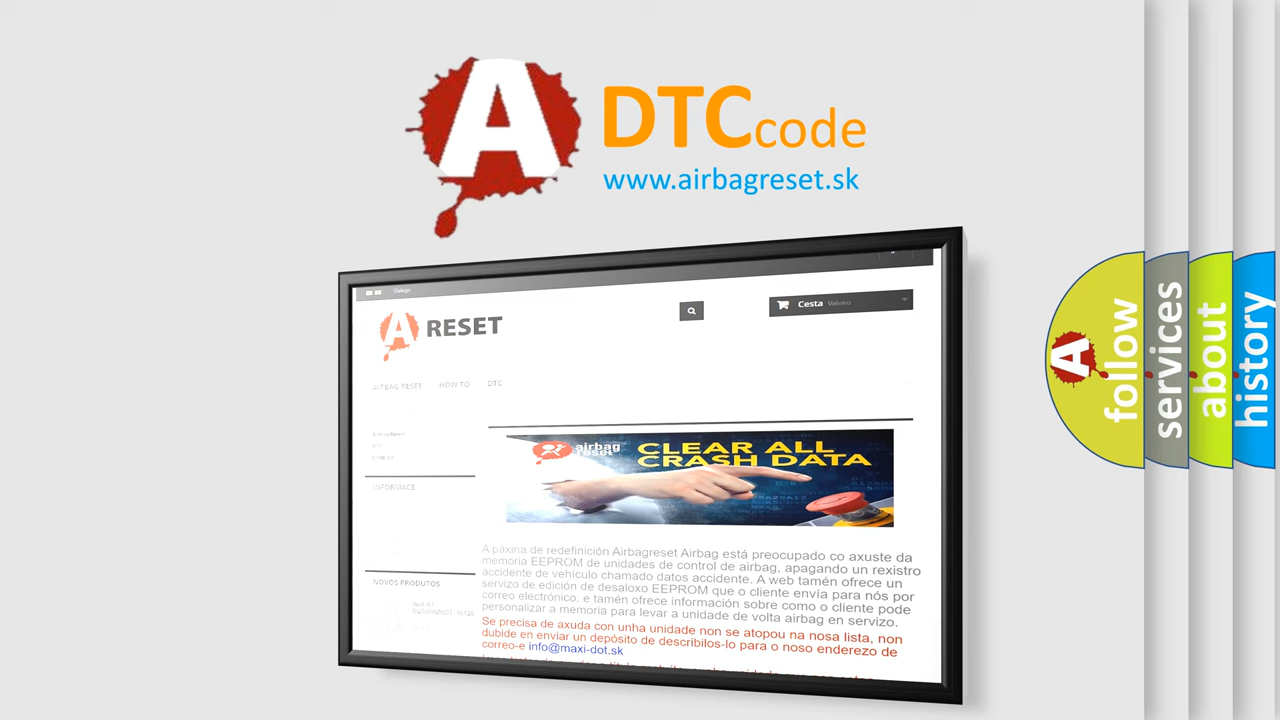 A
DTCcode
www.airbagreset.sk
Galego
A RESET
Cesta Valeiro
AIRBAG RESET HOW TO DTC
INFORMACE
NOVOS PRODUTOS
airbag
reset
CLEAR ALL
CRASH DATA
A páxina de redefinición Airbagreset Airbag está preocupado co axuste da
memoria EEPROM de unidades de control de airbag, apagando un rexistro
accidente de vehículo chamado datos accidente. A web tamén ofrece un
servizo de edición de desaloxo EEPROM que o cliente envía para nós por
correo electrónico, e tamén ofrece información sobre como o cliente pode
personalizar a memoria para levar a unidade de volta airbag en servizo.
Se precisa de axuda con unha unidade non se atopou na nosa lista, non
dubide en enviar un depósito de describilos-lo para o noso enderezo de
correo-e info@maxi-dot.sk
A
follow
services
about
history